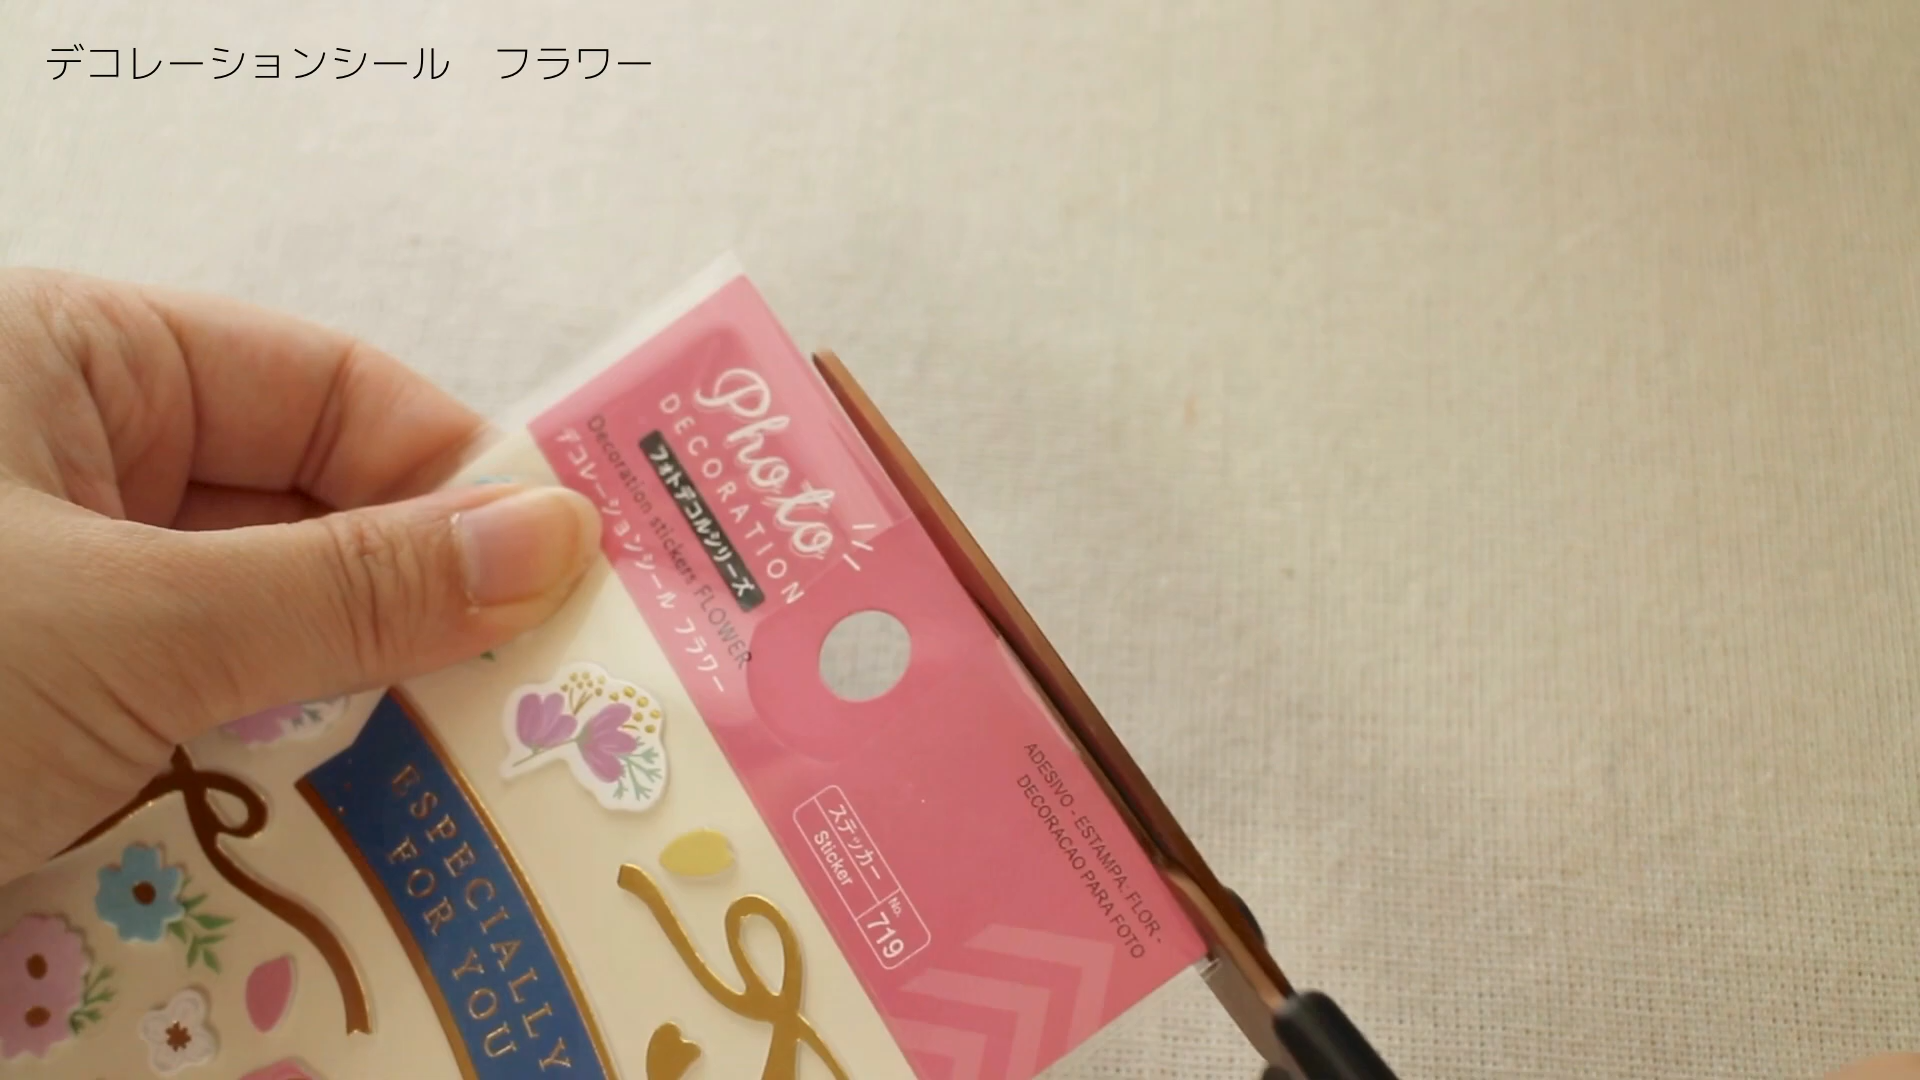 デコレーションシール　フラワー
Photo
DECORATION
フォトデコルシリーズ
Decoration stickers FLOWER
デコレーションシール フラワー
ステッカー
Sticker
No.
719
ADESIVO - ESTAMPA: FLOR -
DECORACAO PARA FOTO
ESPECIALLY
FOR YOU